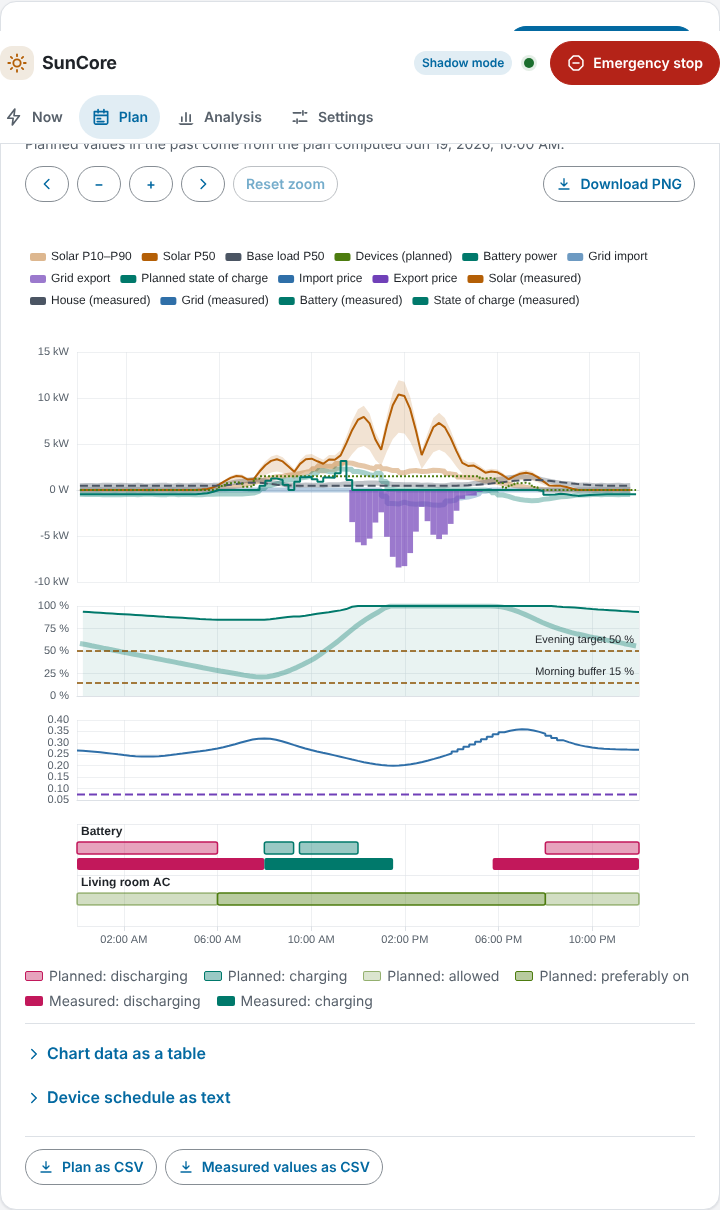 SunCore
Shadow mode
Emergency stop
Now
Plan
Analysis
Settings
Planned values in the past come from the plan computed Jun 19, 2026, 10:00 AM.
−
+
Reset zoom
Download PNG
Solar P10–P90 Solar P50 Base load P50 Devices (planned) Battery power Grid import
Grid export Planned state of charge Import price Export price Solar (measured)
House (measured) Grid (measured) Battery (measured) State of charge (measured)
15 kW
10 kW
5 kW
0 W
-5 kW
-10 kW
100 %
75 %
Evening target 50 %
50 %
Morning buffer 15 %
25 %
0 %
0.40
0.35
0.30
0.25
0.20
0.15
0.10
0.05
Battery
Living room AC
02:00 AM 06:00 AM 10:00 AM 02:00 PM 06:00 PM 10:00 PM
Planned: discharging Planned: charging Planned: allowed Planned: preferably on
Measured: discharging Measured: charging
Chart data as a table
Device schedule as text
Plan as CSV
Measured values as CSV